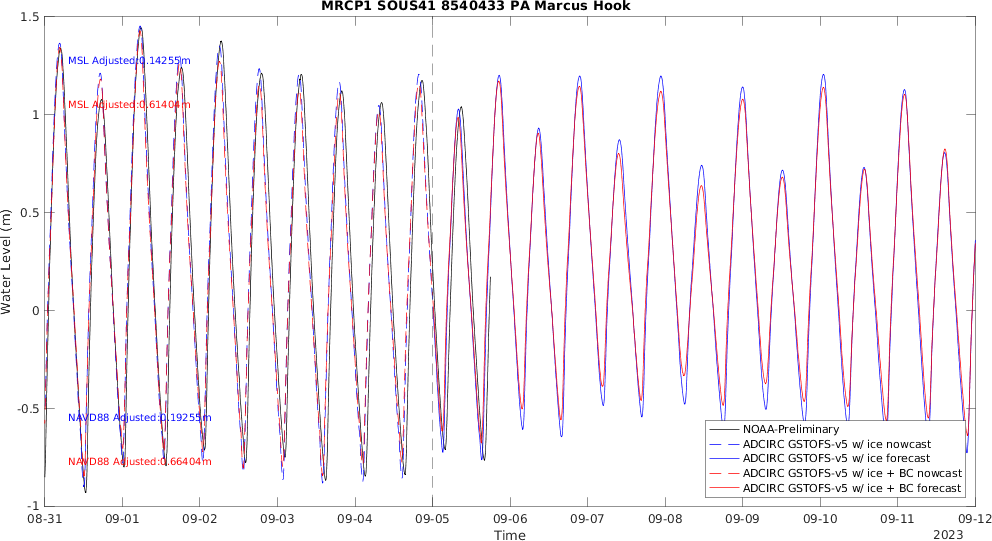 MRCP1 SOUS41 8540433 PA Marcus Hook
1.5
1
0.5
0
-0.5
-1
Water Level (m)
MSL Adjusted:0.14255m
MSL Adjusted:0.61404m
NAVD88 Adjusted:0.19255m
NAVD88 Adjusted:0.66404m
NOAA-Preliminary
ADCIRC GSTOFS-v5 w/ ice nowcast
ADCIRC GSTOFS-v5 w/ ice forecast
ADCIRC GSTOFS-v5 w/ ice + BC nowcast
ADCIRC GSTOFS-v5 w/ ice + BC forecast
08-31 09-01 09-02 09-03 09-04 09-05 09-06 09-07 09-08 09-09 09-10 09-11 09-12
Time
2023